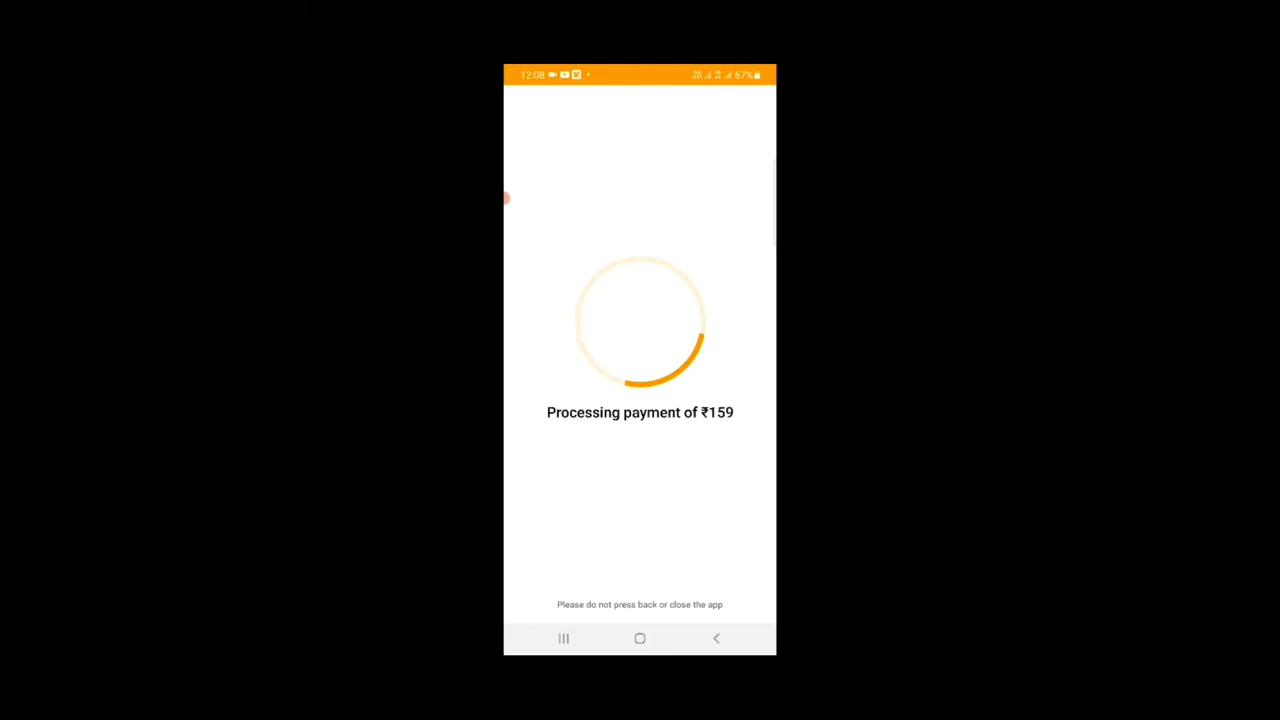 12:08 67%
Processing payment of ₹159
Please do not press back or close the app